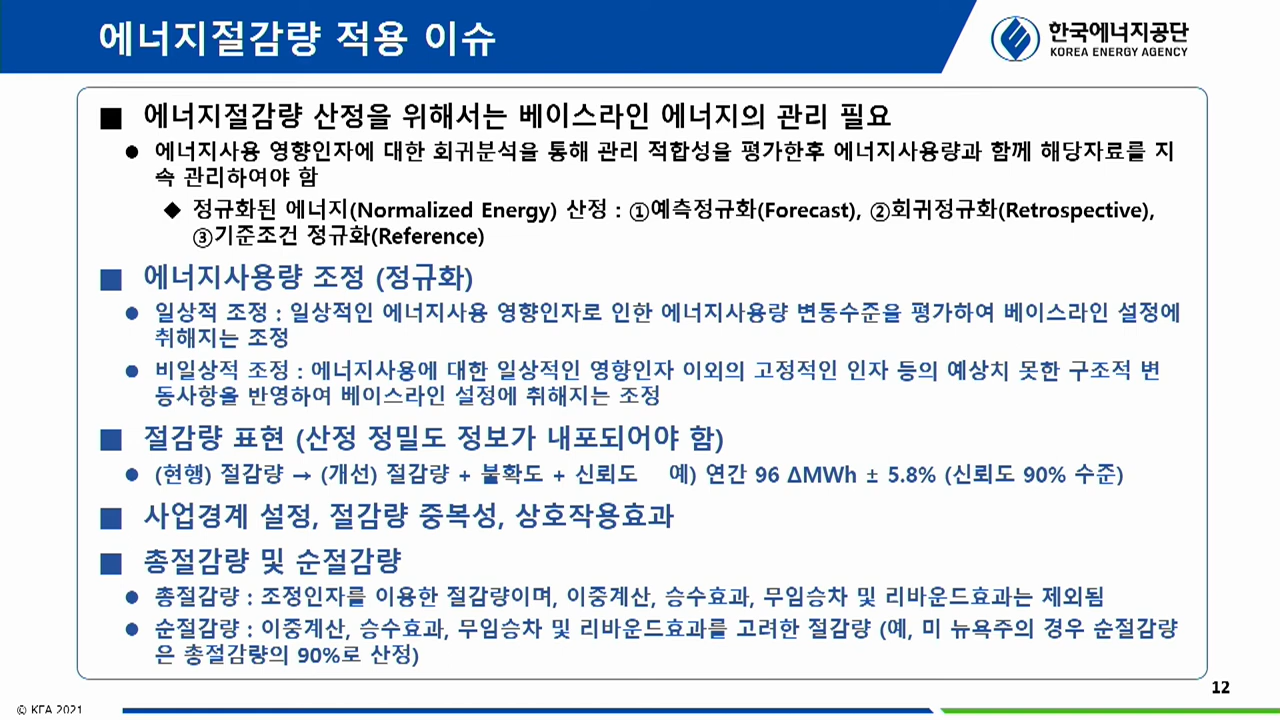 에너지절감량 적용 이슈
한국에너지공단
KOREA ENERGY AGENCY
■ 에너지절감량 산정을 위해서는 베이스라인 에너지의 관리 필요
● 에너지사용 영향인자에 대한 회귀분석을 통해 관리 적합성을 평가한후 에너지사용량과 함께 해당자료를 지
속 관리하여야 함
◆ 정규화된 에너지(Normalized Energy) 산정 : ①예측정규화(Forecast), ②회귀정규화(Retrospective),
③기준조건 정규화(Reference)
■ 에너지사용량 조정 (정규화)
● 일상적 조정 : 일상적인 에너지사용 영향인자로 인한 에너지사용량 변동수준을 평가하여 베이스라인 설정에
취해지는 조정
● 비일상적 조정 : 에너지사용에 대한 일상적인 영향인자 이외의 고정적인 인자 등의 예상치 못한 구조적 변
동사항을 반영하여 베이스라인 설정에 취해지는 조정
■ 절감량 표현 (산정 정밀도 정보가 내포되어야 함)
● (현행) 절감량 → (개선) 절감량 + 불확도 + 신뢰도 예) 연간 96 ΔMWh ± 5.8% (신뢰도 90% 수준)
■ 사업경계 설정, 절감량 중복성, 상호작용효과
■ 총절감량 및 순절감량
● 총절감량 : 조정인자를 이용한 절감량이며, 이중계산, 승수효과, 무임승차 및 리바운드효과는 제외됨
● 순절감량 : 이중계산, 승수효과, 무임승차 및 리바운드효과를 고려한 절감량 (예, 미 뉴욕주의 경우 순절감량
은 총절감량의 90%로 산정)
12
© KEA 2021